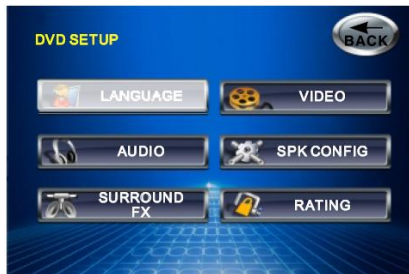 DVD SETUP
BACK
LANGUAGE
VIDEO
AUDIO
SPK CONFIG
SURROUND
FX
RATING